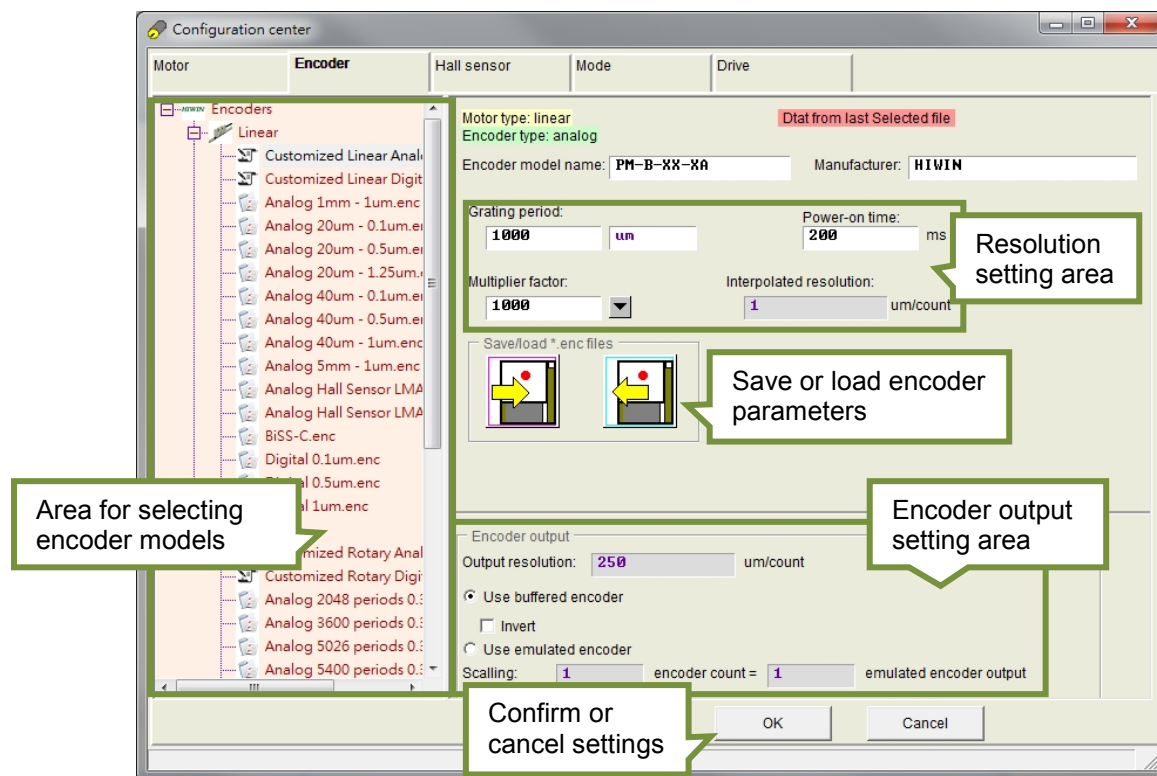 Configuration center
Motor
Encoder
Hall sensor
Mode
Drive
HIWIN Encoders
Linear
Customized Linear Anal
Customized Linear Digit
Analog 1mm - 1um.enc
Analog 20um - 0.1um.e
Analog 20um - 0.5um.e
Analog 20um - 1.25um.
Analog 40um - 0.1um.e
Analog 40um - 0.5um.e
Analog 40um - 1um.enc
Analog 5mm - 1um.enc
Analog Hall Sensor LMA
Analog Hall Sensor LMA
BiSS-C.enc
Digital 0.1um.enc
al 0.5um.enc
al 1um.enc
mized Rotary Anal
Customized Rotary Digi
Analog 2048 periods 0.
Analog 3600 periods 0.
Analog 5026 periods 0.
Analog 5400 periods 0.
Area for selecting
encoder models
Motor type: linear
Dtat from last Selected file
Encoder type: analog
Encoder model name: PM-B-XX-XA
Manufacturer: HIWIN
Grating period:
Power-on time:
1000 um
200 ms
Multiplier factor:
Interpolated resolution:
1000
1 um/count
Resolution
setting area
Save/load *.enc files
Save or load encoder
parameters
Encoder output
setting area
Encoder output
Output resolution: 250 um/count
Use buffered encoder
Invert
Use emulated encoder
Scalling: 1 encoder count = 1 emulated encoder output
Confirm or
cancel settings
OK
Cancel